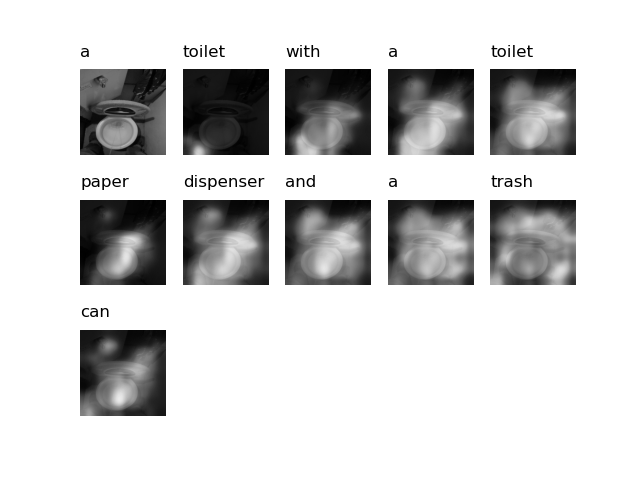 a toilet with a toilet
paper dispenser and a trash
can